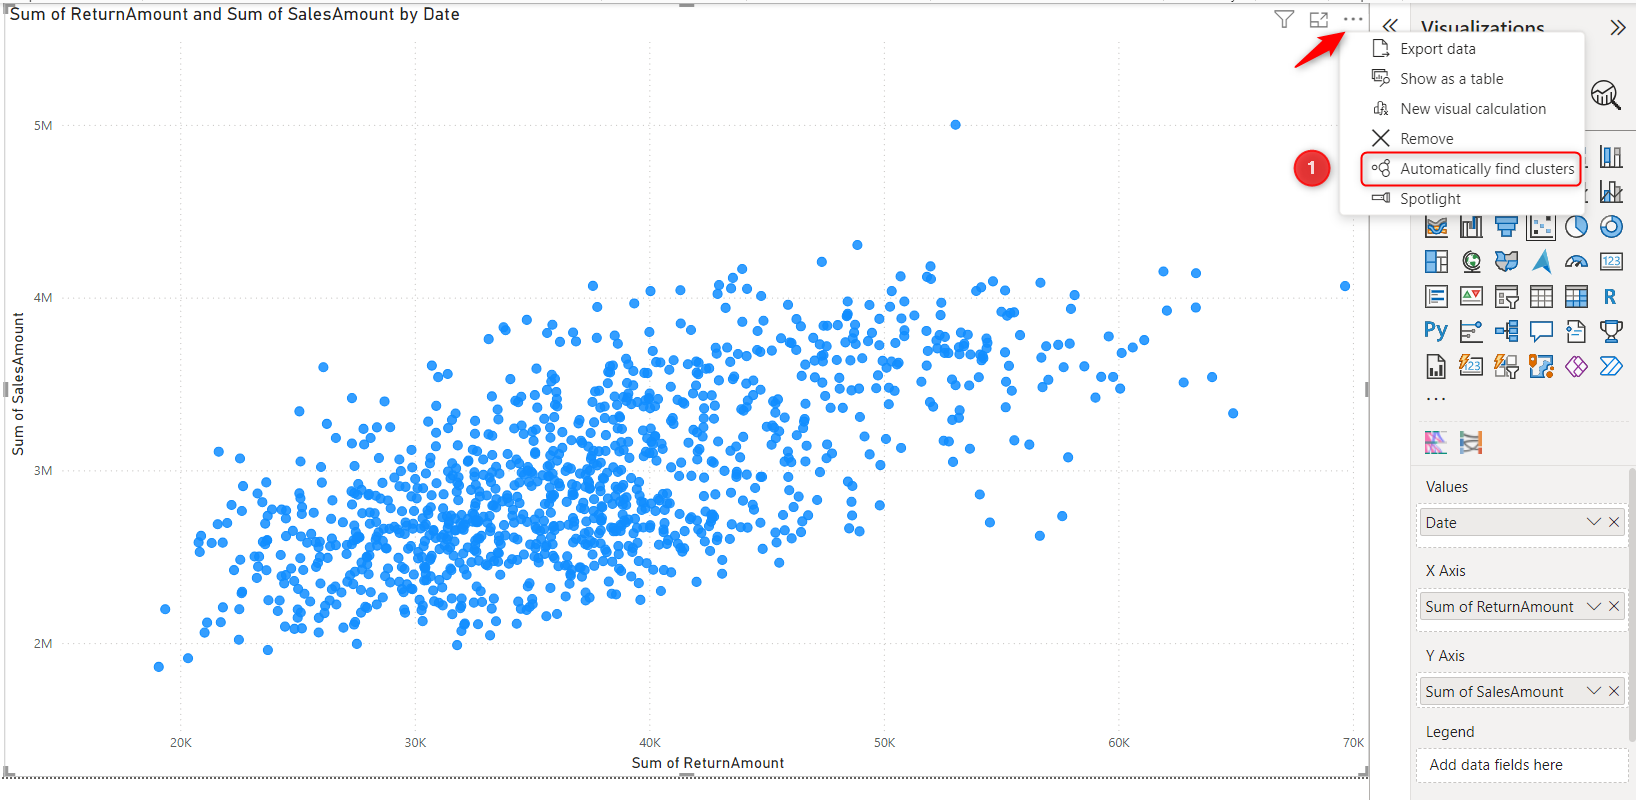 Sum of ReturnAmount and Sum of SalesAmount by Date
Visualizations
Export data
Show as a table
New visual calculation
Remove
1
Automatically find clusters
Spotlight
5M
4M
3M
2M
Sum of SalesAmount
20K
30K
40K
50K
60K
70K
Sum of ReturnAmount
123
R
Py
123
...
Values
Date
X Axis
Sum of ReturnAmount
Y Axis
Sum of SalesAmount
Legend
Add data fields here